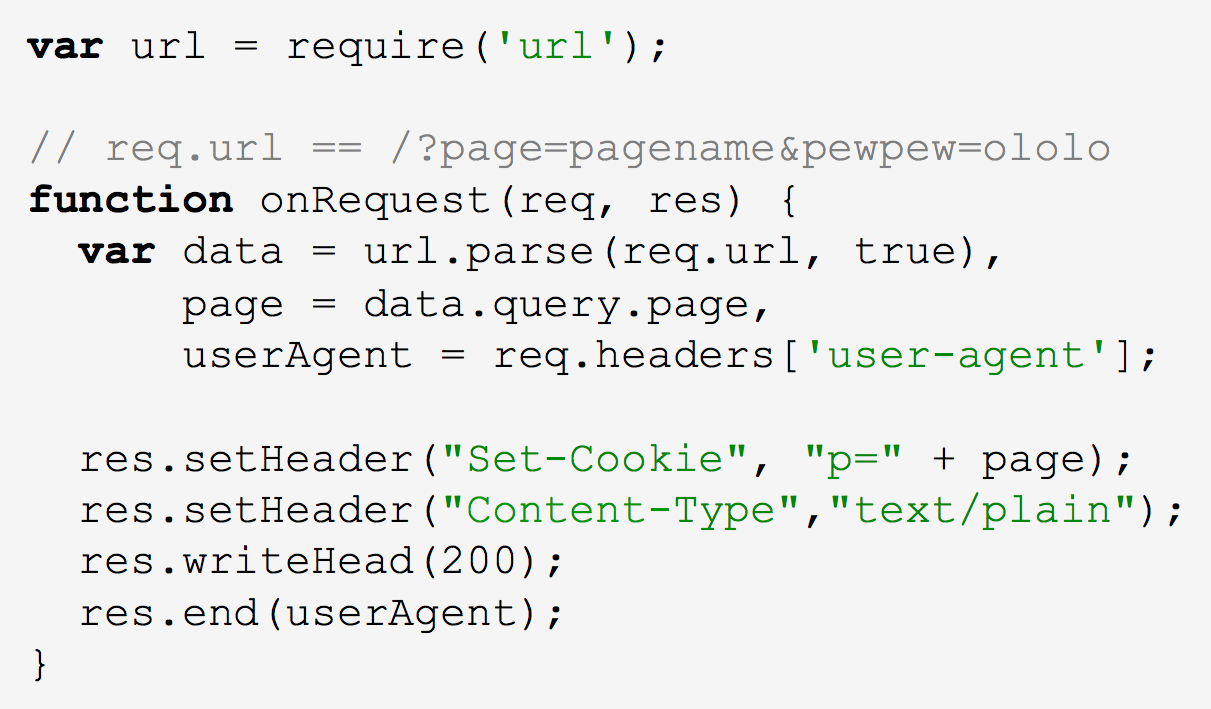 var url = require('url');
// req.url == /?page=pagename&pewpew=ololo
function onRequest(req, res) {
  var data = url.parse(req.url, true),
      page = data.query.page,
      userAgent = req.headers['user-agent'];
  res.setHeader("Set-Cookie", "p=" + page);
  res.setHeader("Content-Type","text/plain");
  res.writeHead(200);
  res.end(userAgent);
}